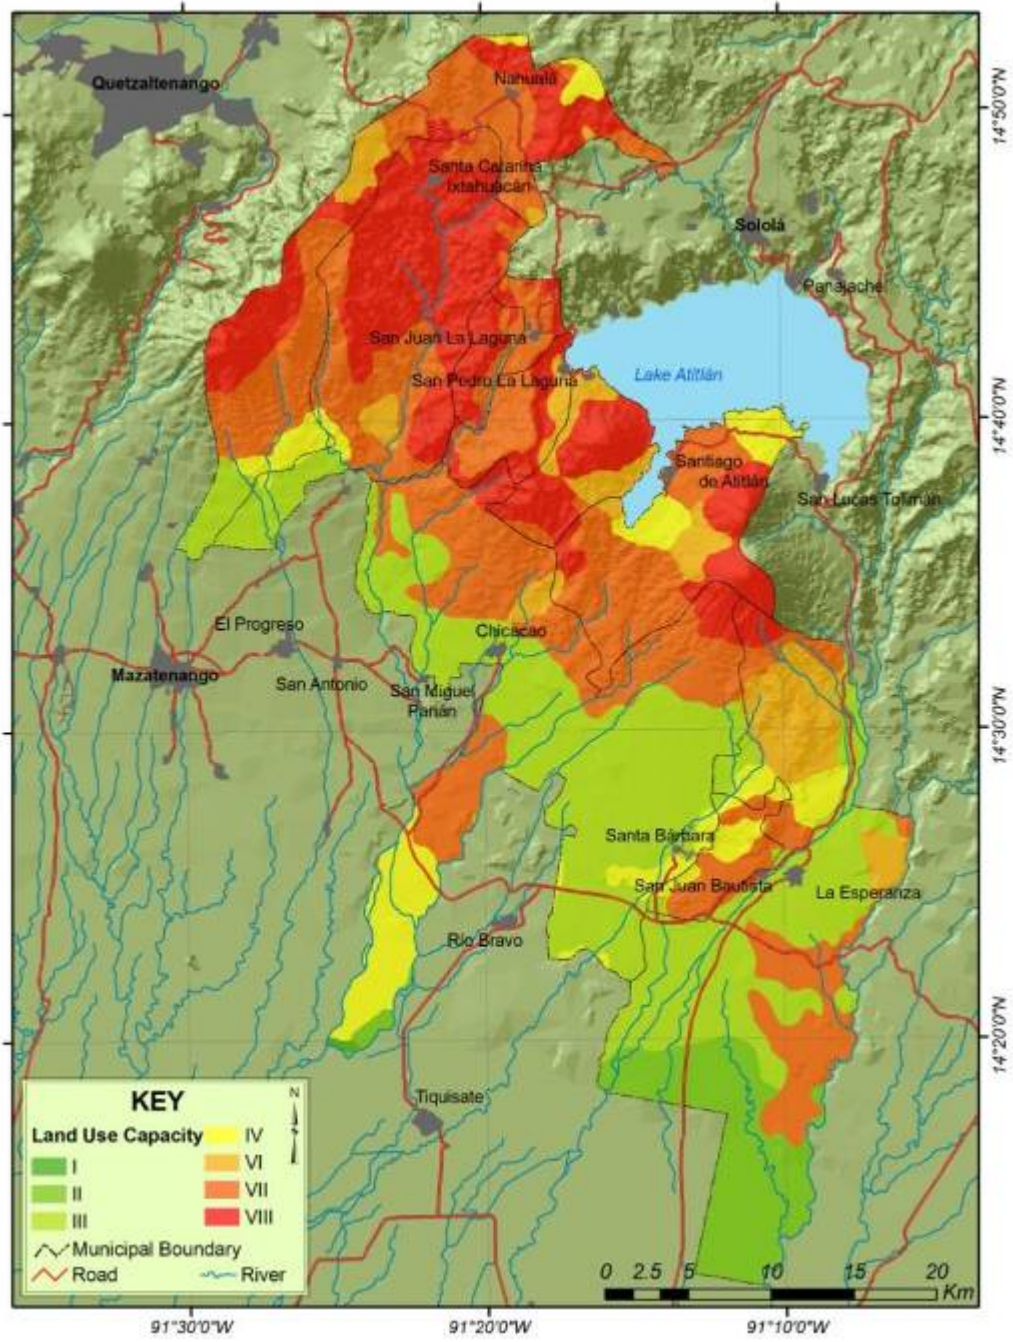 Quetzaltenango
Nahualá
14°50'0"N
Santa Catarina
Ixtahuacán
Sololá
Panajachel
San Juan La Laguna
Lake Atitlán
San Pedro La Laguna
14°40'0"N
Santiago
de Atitlán
San Lucas Tolimán
El Progreso
Chicacao
Mazatenango
San Antonio
San Miguel
Panán
14°30'0"N
Santa Bárbara
San Juan Bautista
La Esperanza
Río Bravo
14°20'0"N
Tiquisate
KEY
N
Land Use Capacity
I
II
III
IV
VI
VII
VIII
Municipal Boundary
Road
River
0 2.5 5 10 15 20
Km
91°30'0"W
91°20'0"W
91°10'0"W